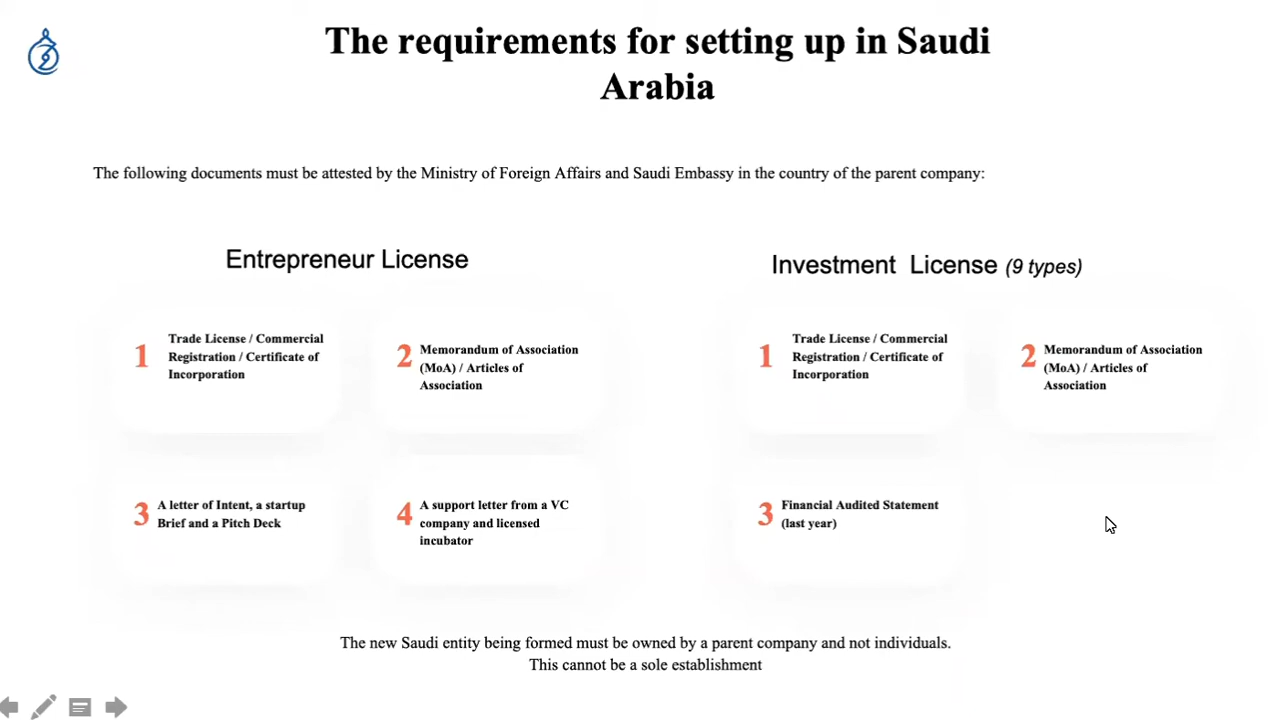 The requirements for setting up in Saudi
Arabia
The following documents must be attested by the Ministry of Foreign Affairs and Saudi Embassy in the country of the parent company:
Entrepreneur License
1
Trade License / Commercial
Registration / Certificate of
Incorporation
2
Memorandum of Association
(MoA) / Articles of
Association
3
A letter of Intent, a startup
Brief and a Pitch Deck
4
A support letter from a VC
company and licensed
incubator
Investment License (9 types)
1
Trade License / Commercial
Registration / Certificate of
Incorporation
2
Memorandum of Association
(MoA) / Articles of
Association
3
Financial Audited Statement
(last year)
The new Saudi entity being formed must be owned by a parent company and not individuals.
This cannot be a sole establishment